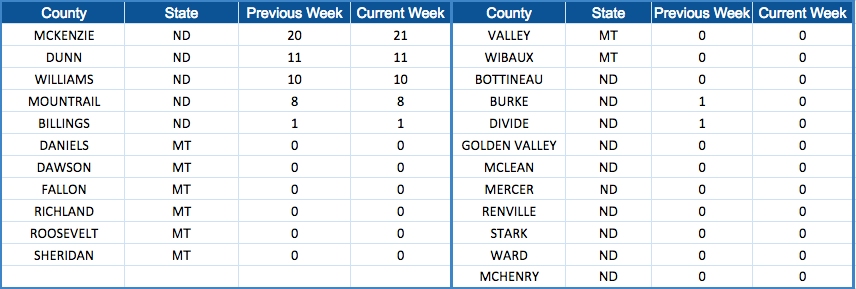 County State Previous Week Current Week County State Previous Week Current Week
MCKENZIE ND 20 21 VALLEY MT 0 0
DUNN ND 11 11 WIBAUX MT 0 0
WILLIAMS ND 10 10 BOTTINEAU ND 0 0
MOUNTRAIL ND 8 8 BURKE ND 1 0
BILLINGS ND 1 1 DIVIDE ND 1 0
DANIELS MT 0 0 GOLDEN VALLEY ND 0 0
DAWSON MT 0 0 MCLEAN ND 0 0
FALLON MT 0 0 MERCER ND 0 0
RICHLAND MT 0 0 RENVILLE ND 0 0
ROOSEVELT MT 0 0 STARK ND 0 0
SHERIDAN MT 0 0 WARD ND 0 0
MCHENRY ND 0 0